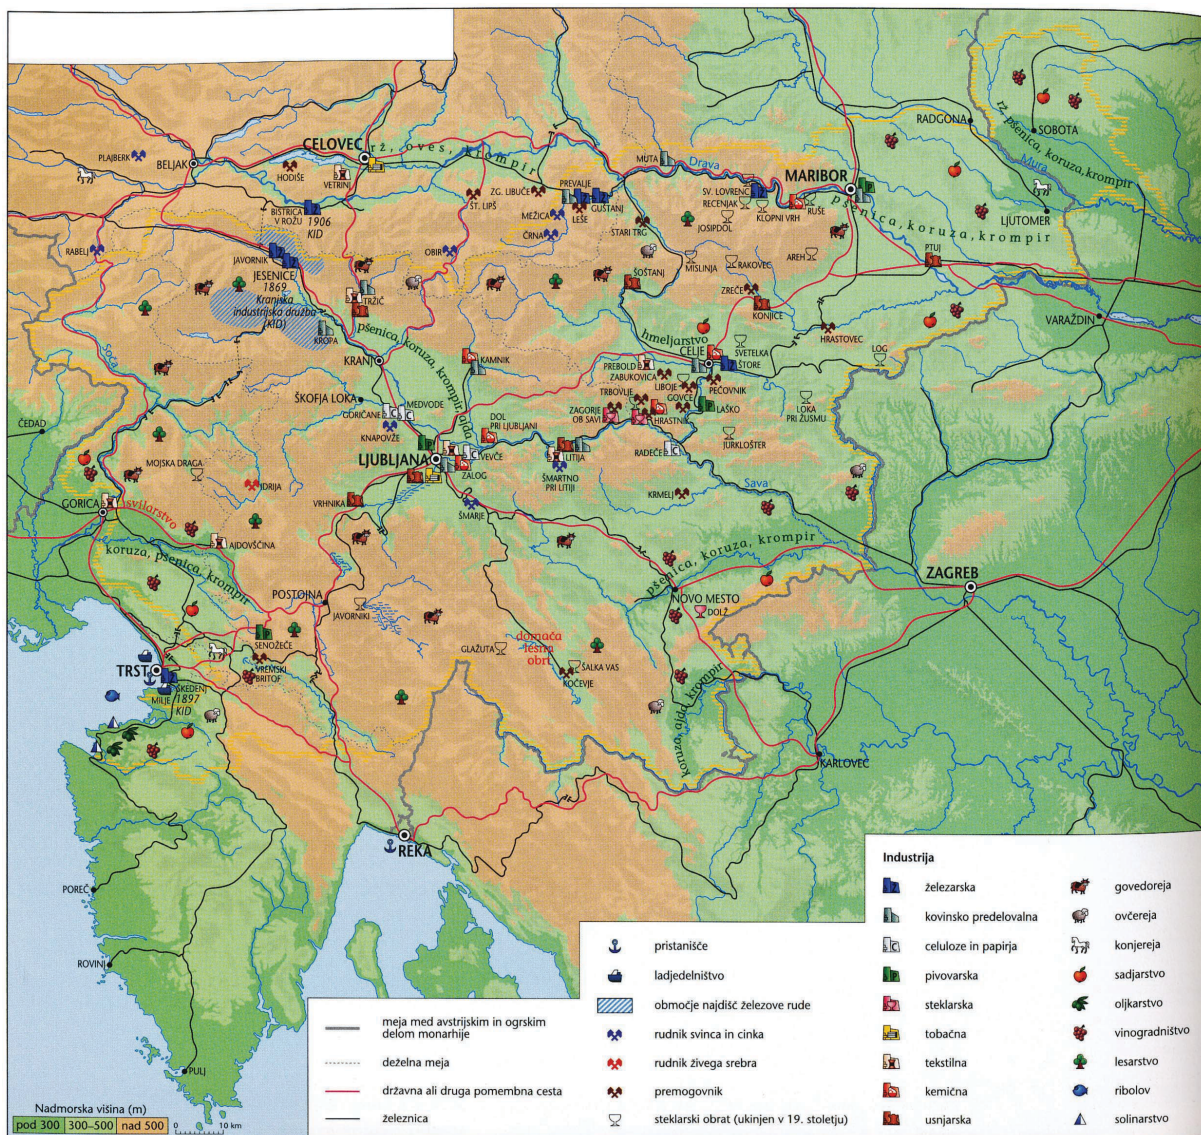 CELOVEC
rž, oves, krompir
PLAJBERK
BELJAK
HODIŠE
VETRINJ
BISTRICA
V ROŽU
1906
KID
RABELJ
JAVORNIK
JESENICE
1869
Kranjska
industrijska družba
(KID)
KROPA
TRŽIČ
OBIR
ŠT. LIPŠ
ZG. LIBUČE
MEŽICA
ČRNA
PREVALJE
LEŠE
GUŠTANJ
MUTA
Drava
STARI TRG
JOSIPDOL
SV. LOVRENC
RECENJAK
KLOPNI VRH
RUŠE
MARIBOR
pšenica, koruza, krompir
RADGONA
SOBOTA
rž, pšenica, koruza, krompir
Mura
LJUTOMER
PTUJ
VARAŽDIN
MISLINJA
RAKOVEC
AREH
ŠOŠTANJ
ZREČE
KONJICE
HRASTOVEC
LOG
hmeljarstvo
CELJE
SVETELKA
ŠTORE
PREBOLD
ZABUKOVICA
LIBOJE
PEČOVNIK
TRBOVLJE
GOVCE
LAŠKO
ZAGORJE
OB SAVI
HRASTNIK
LOKA
PRI ŽUSMU
JURKLOŠTER
RADEČE
Soča
pšenica, koruza, krompir, ajda
KRANJ
KAMNIK
ŠKOFJA LOKA
GORIČANE
MEDVODE
KNAPOVŽE
DOL
PRI LJUBLJANI
LJUBLJANA
VEVČE
ZALOG
LITIJA
ŠMARTNO
PRI LITIJI
ČEDAD
MOJSKA DRAGA
IDRIJA
VRHNIKA
ŠMARJE
KRMELJ
Sava
GORICA
svilarstvo
AJDOVŠČINA
koruza, pšenica, krompir
POSTOJNA
JAVORNIKI
pšenica, koruza, krompir
NOVO MESTO
DOLŽ
ZAGREB
SENOŽEČE
GLAŽUTA
domača
lesna
obrt
ŠALKA VAS
KOČEVJE
TRST
VREMSKI
BRITOF
ŠKEDENJ
1897
KID
MILJE
koruza, ajda, krompir
KARLOVEC
REKA
POREČ
ROVINJ
PULJ
Nadmorska višina (m)
pod 300 300–500 nad 500
0 10 km
meja med avstrijskim in ogrskim
delom monarhije
deželna meja
državna ali druga pomembna cesta
železnica
pristanišče
ladjedelništvo
območje najdišč železove rude
rudnik svinca in cinka
rudnik živega srebra
premogovnik
steklarski obrat (ukinjen v 19. stoletju)
Industrija
železarska
kovinsko predelovalna
celuloze in papirja
pivovarska
steklarska
tobačna
tekstilna
kemična
usnjarska
govedoreja
ovčereja
konjereja
sadjarstvo
oljkarstvo
vinogradništvo
lesarstvo
ribolov
solinarstvo